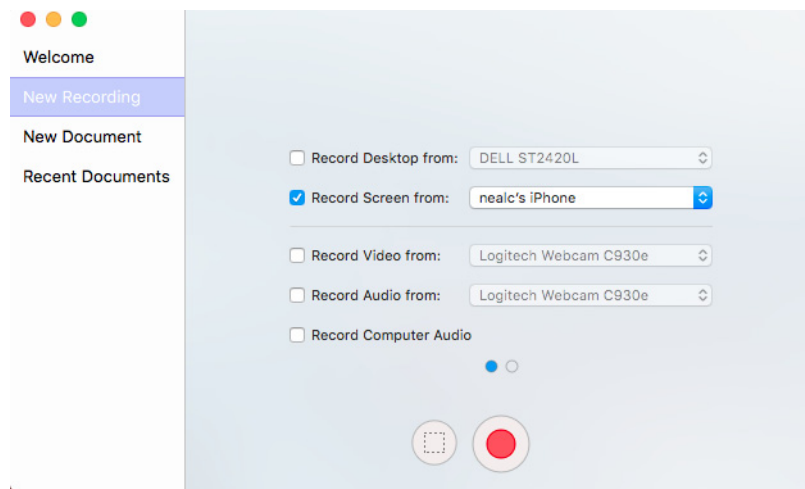 Welcome
New Recording
New Document
Recent Documents
Record Desktop from: DELL ST2420L
Record Screen from: nealc's iPhone
Record Video from: Logitech Webcam C930e
Record Audio from: Logitech Webcam C930e
Record Computer Audio